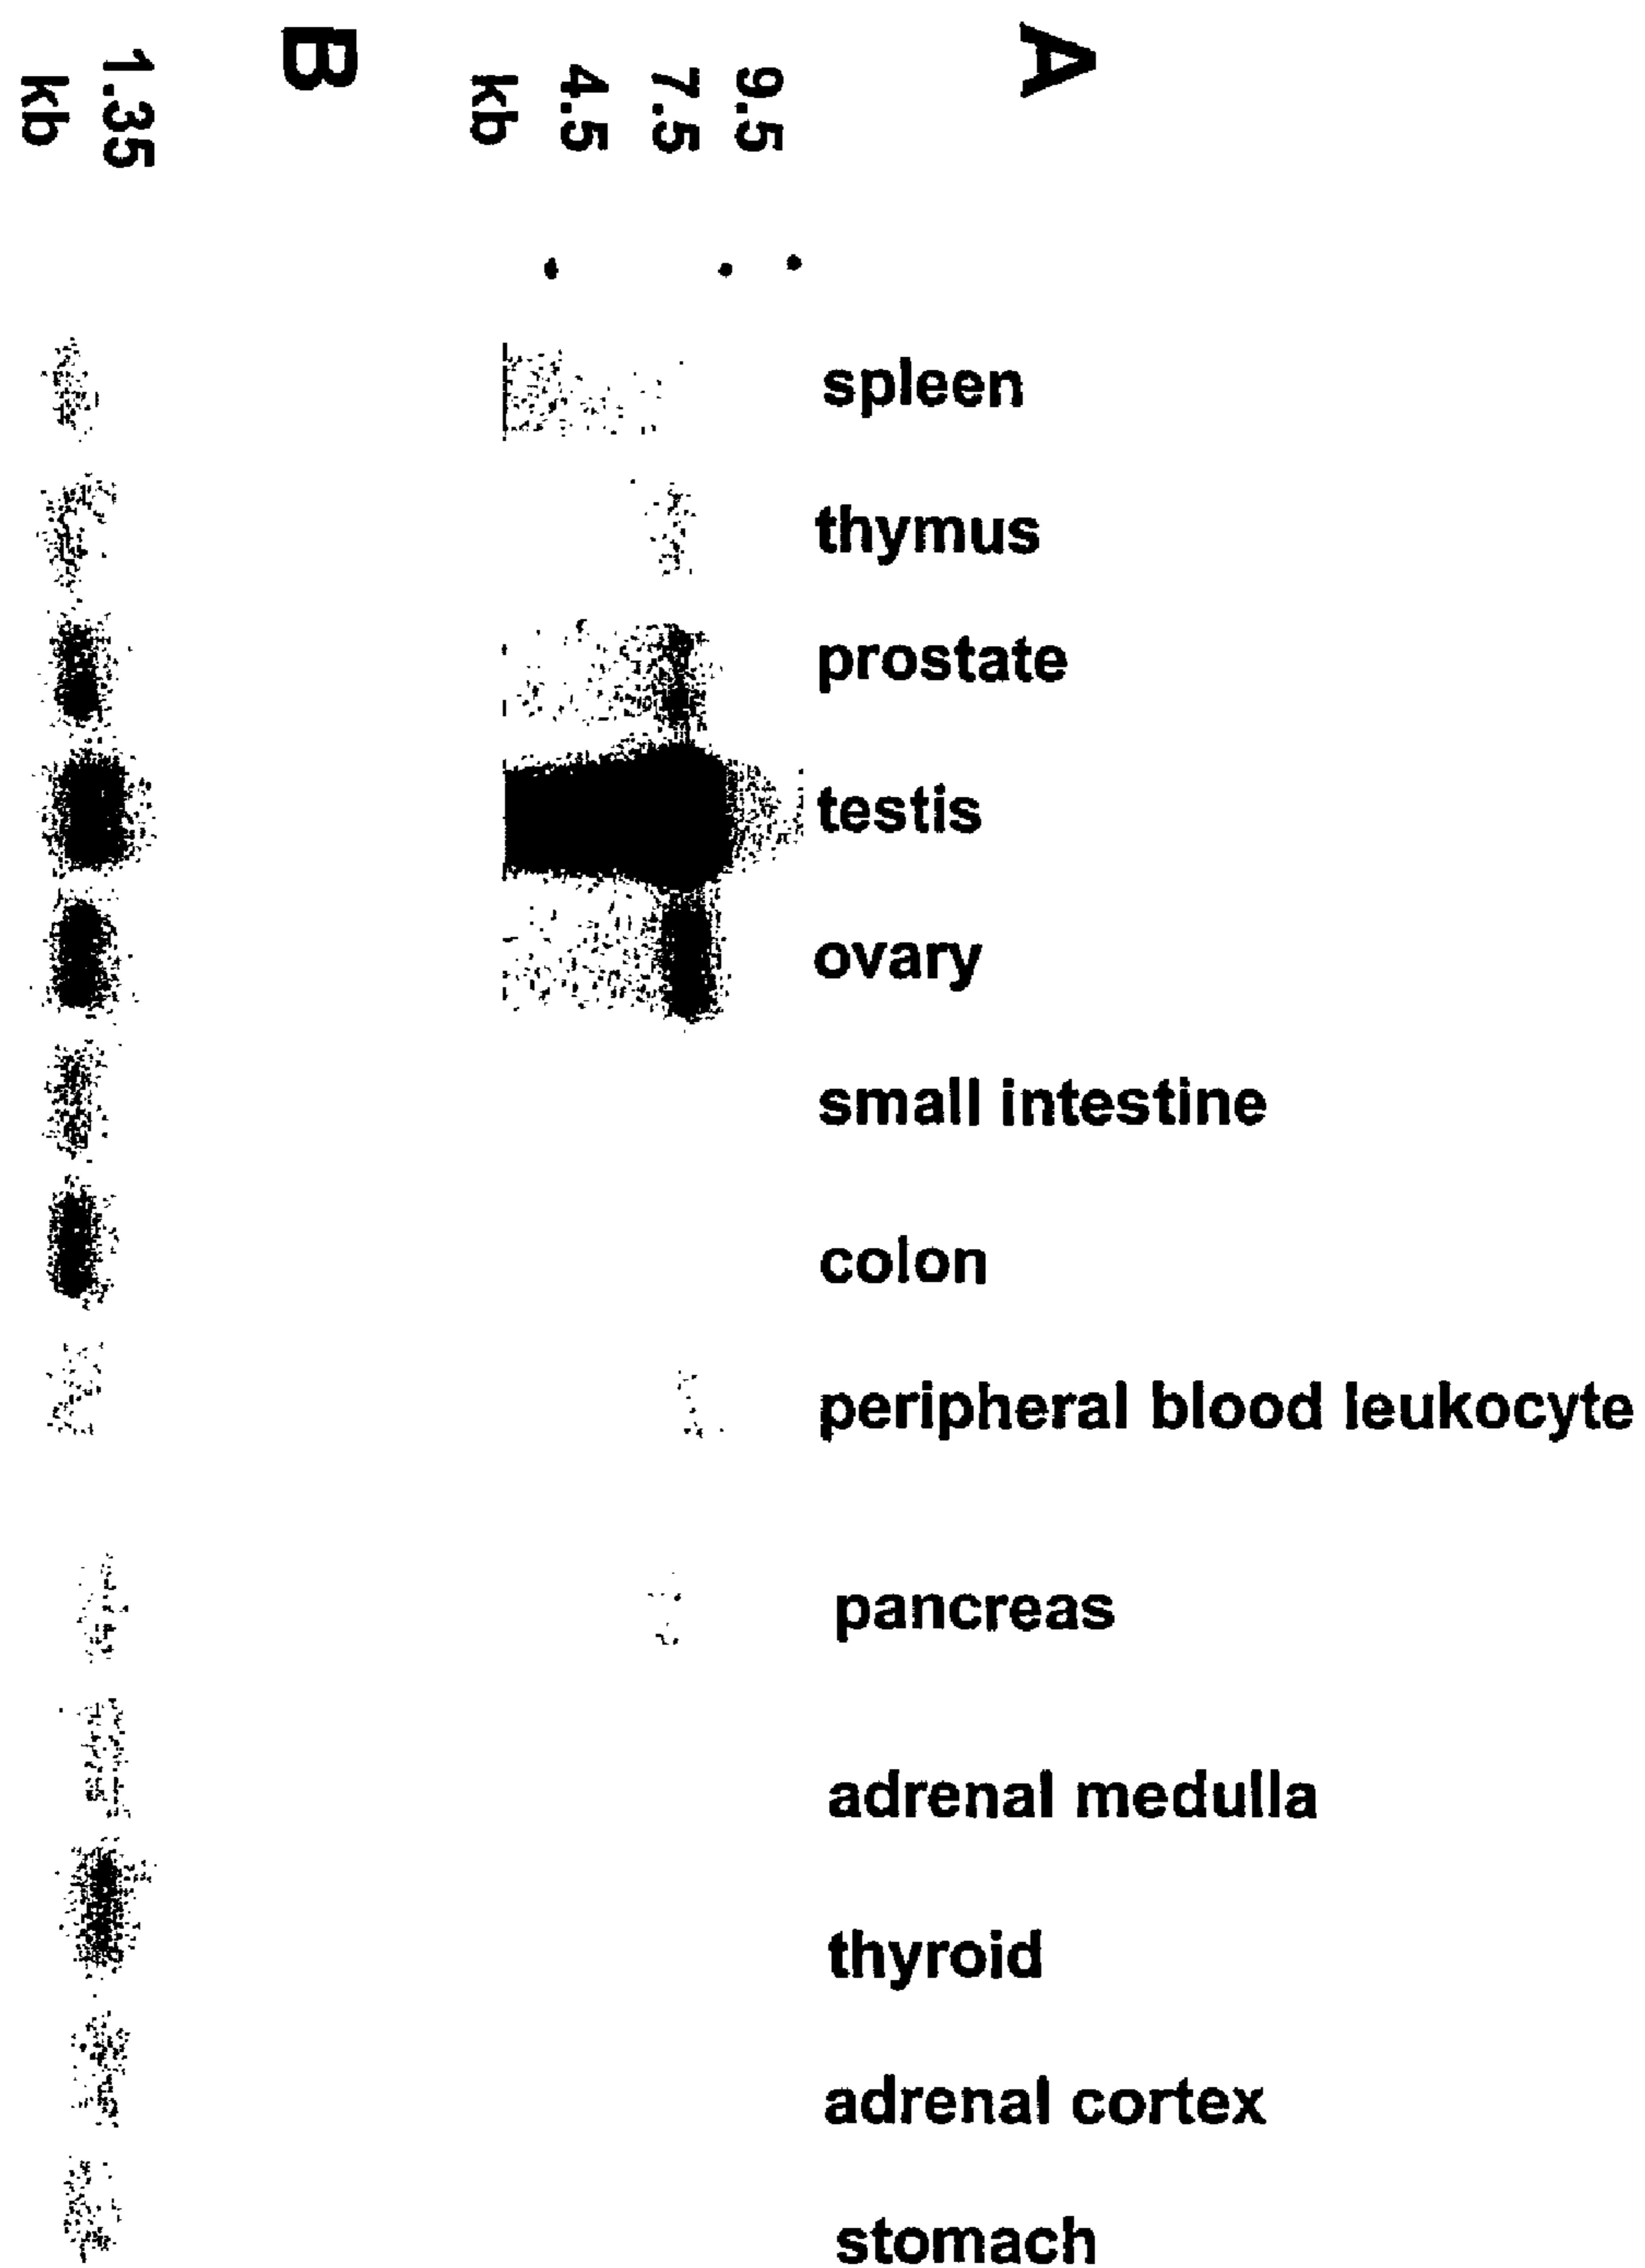 A
9.5
7.5
4.5
kb
spleen
thymus
prostate
testis
ovary
small intestine
colon
peripheral blood leukocyte
pancreas
adrenal medulla
thyroid
adrenal cortex
stomach
B
1.35
kb